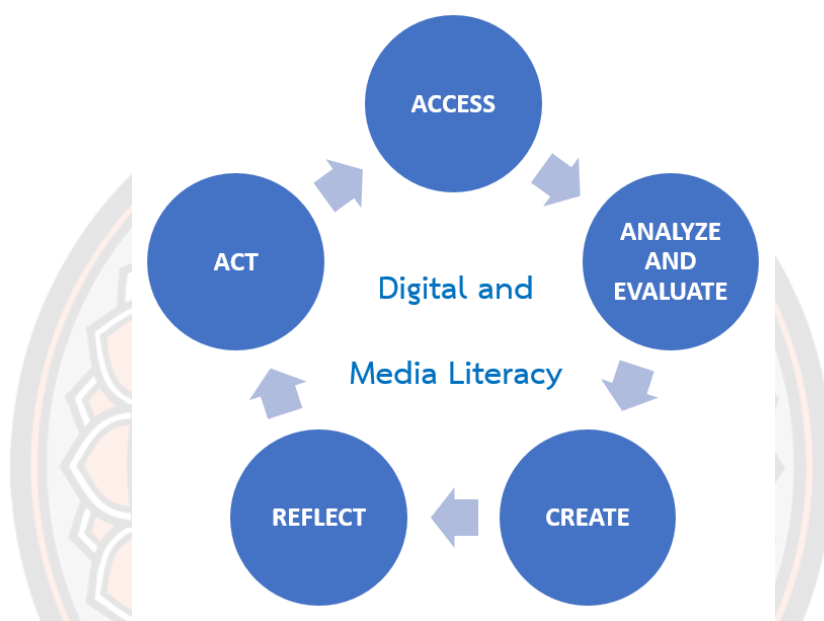 ACCESS
ANALYZE
AND
EVALUATE
CREATE
REFLECT
ACT
Digital and
Media Literacy